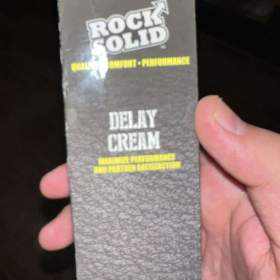 ROCK
SOLID
QUALITY • COMFORT • PERFORMANCE
DELAY
CREAM
MAXIMIZE PERFORMANCE
AND PARTNER SATISFACTION